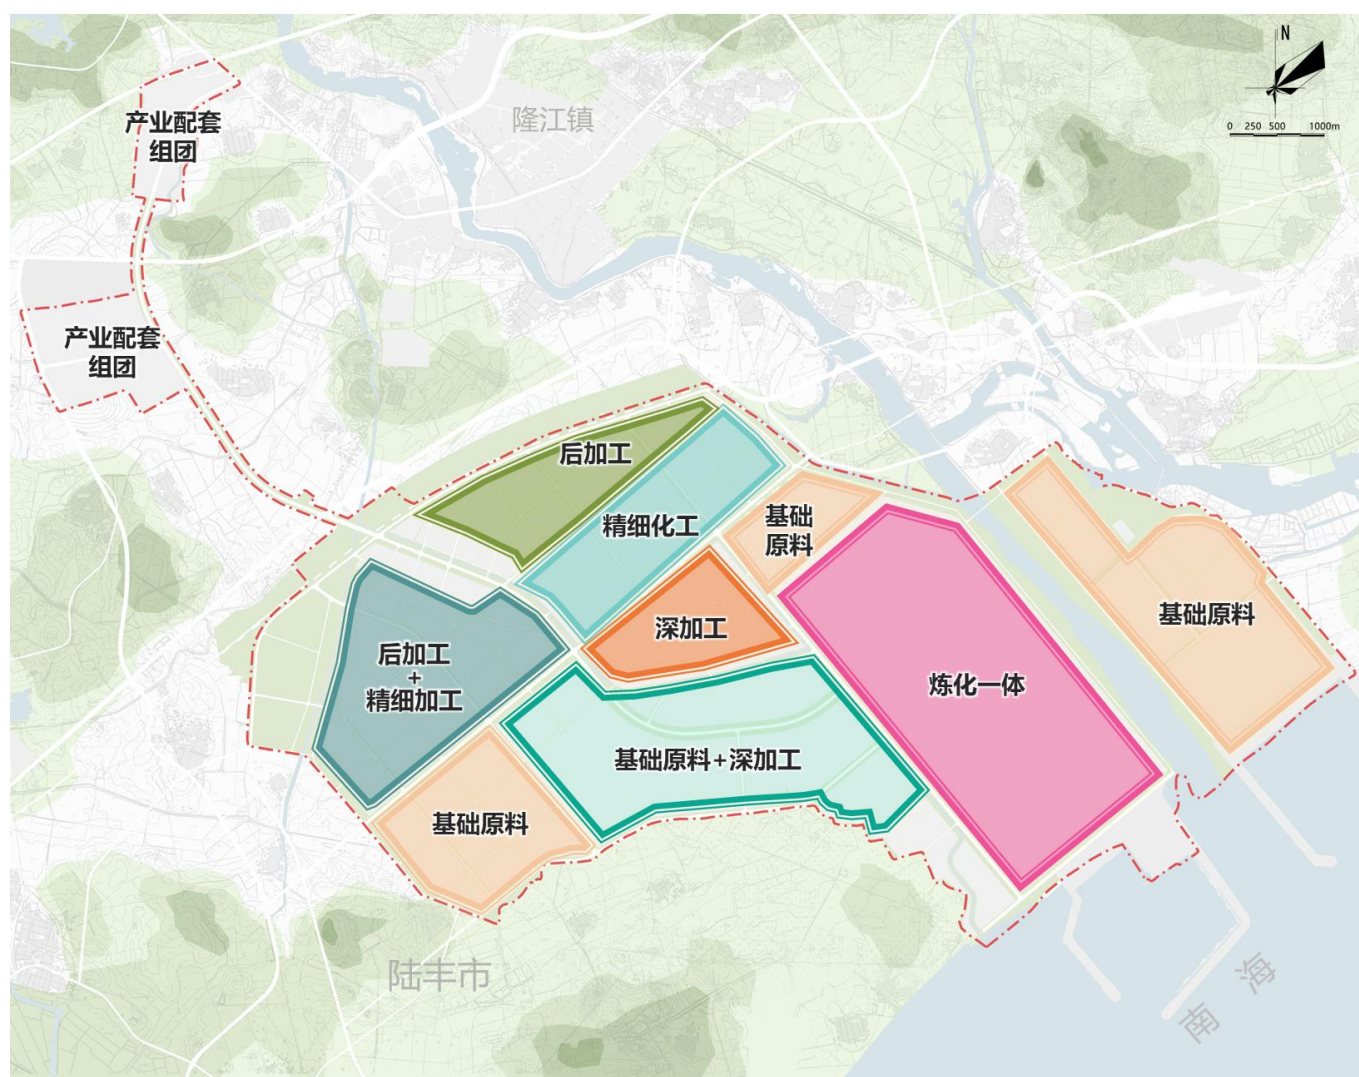 N
0 250 500 1000m
隆江镇
产业配套
组团
产业配套
组团
后加工
精细化工
基础
原料
深加工
基础原料
后加工
+
精细加工
炼化一体
基础原料+深加工
基础原料
陆丰市
南海